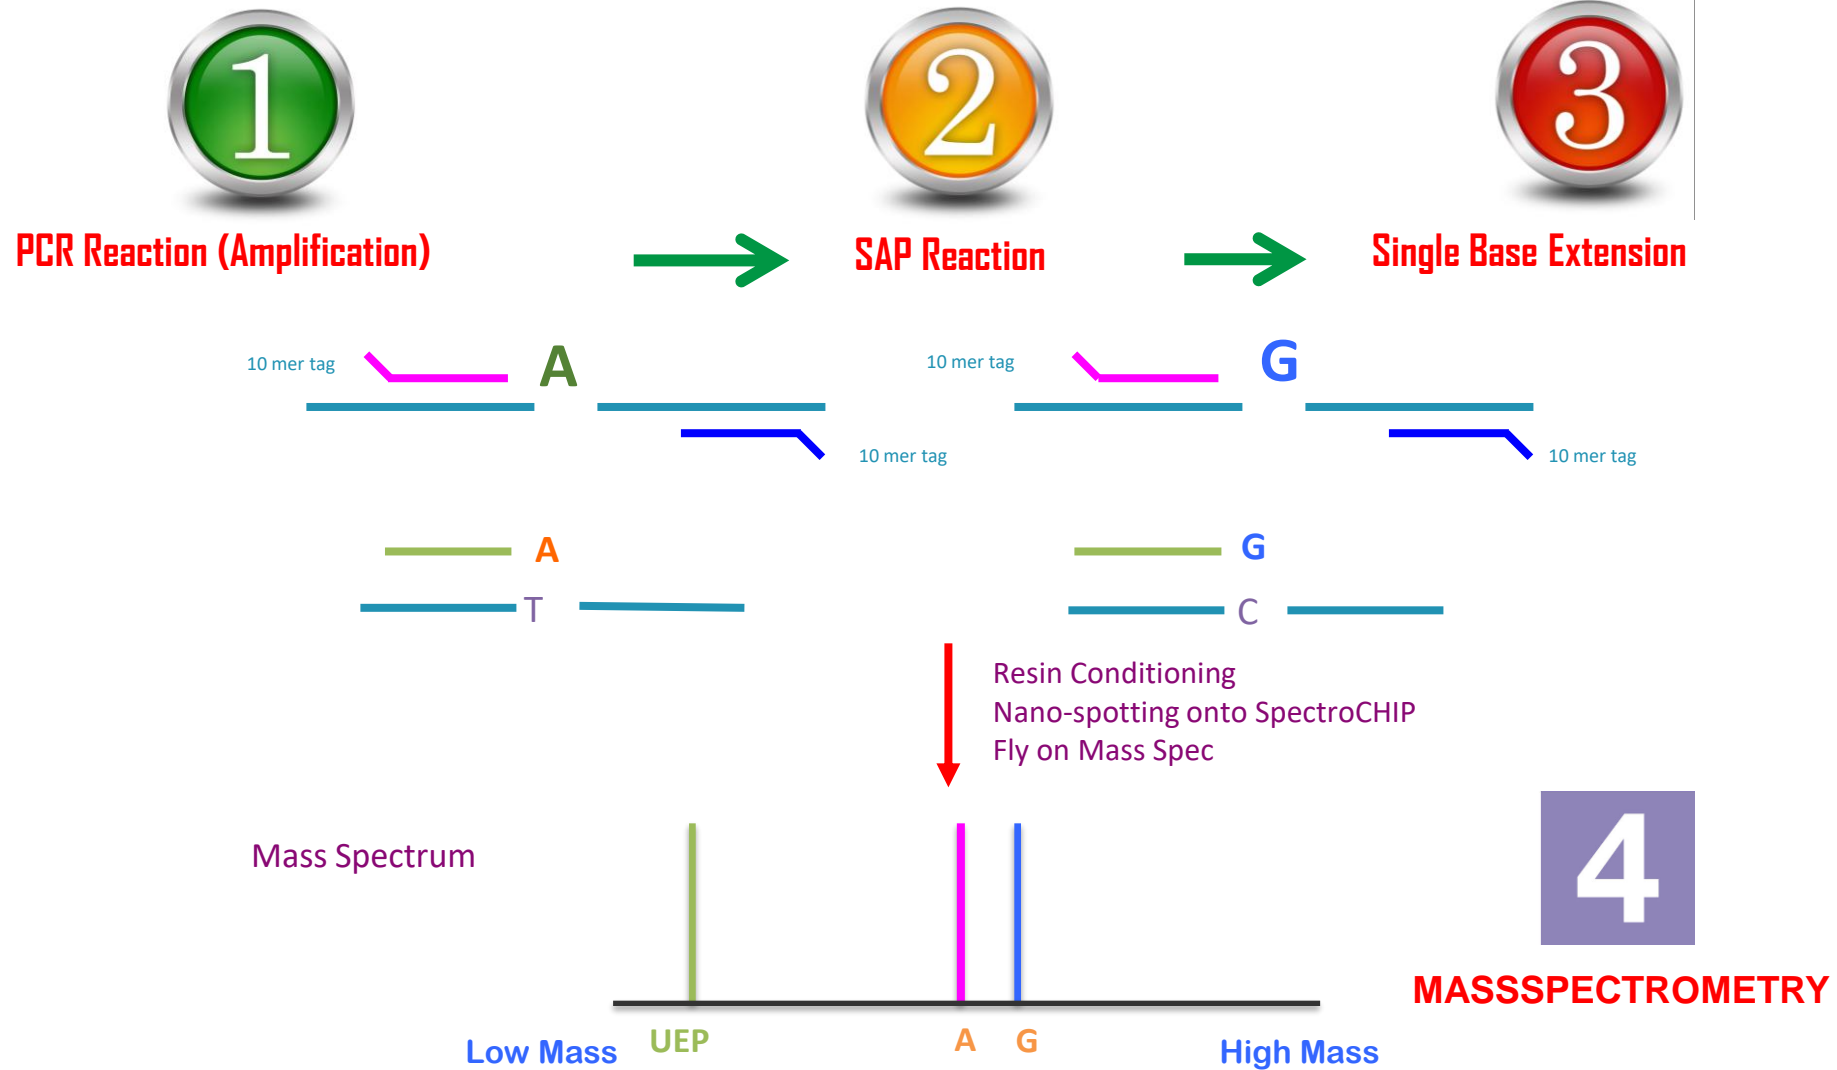 1
2
3
PCR Reaction (Amplification)
SAP Reaction
Single Base Extension
10 mer tag
A
10 mer tag
G
10 mer tag
10 mer tag
A
G
T
C
Resin Conditioning
Nano-spotting onto SpectroCHIP
Fly on Mass Spec
Mass Spectrum
4
MASSSPECTROMETRY
Low Mass
UEP
A
G
High Mass